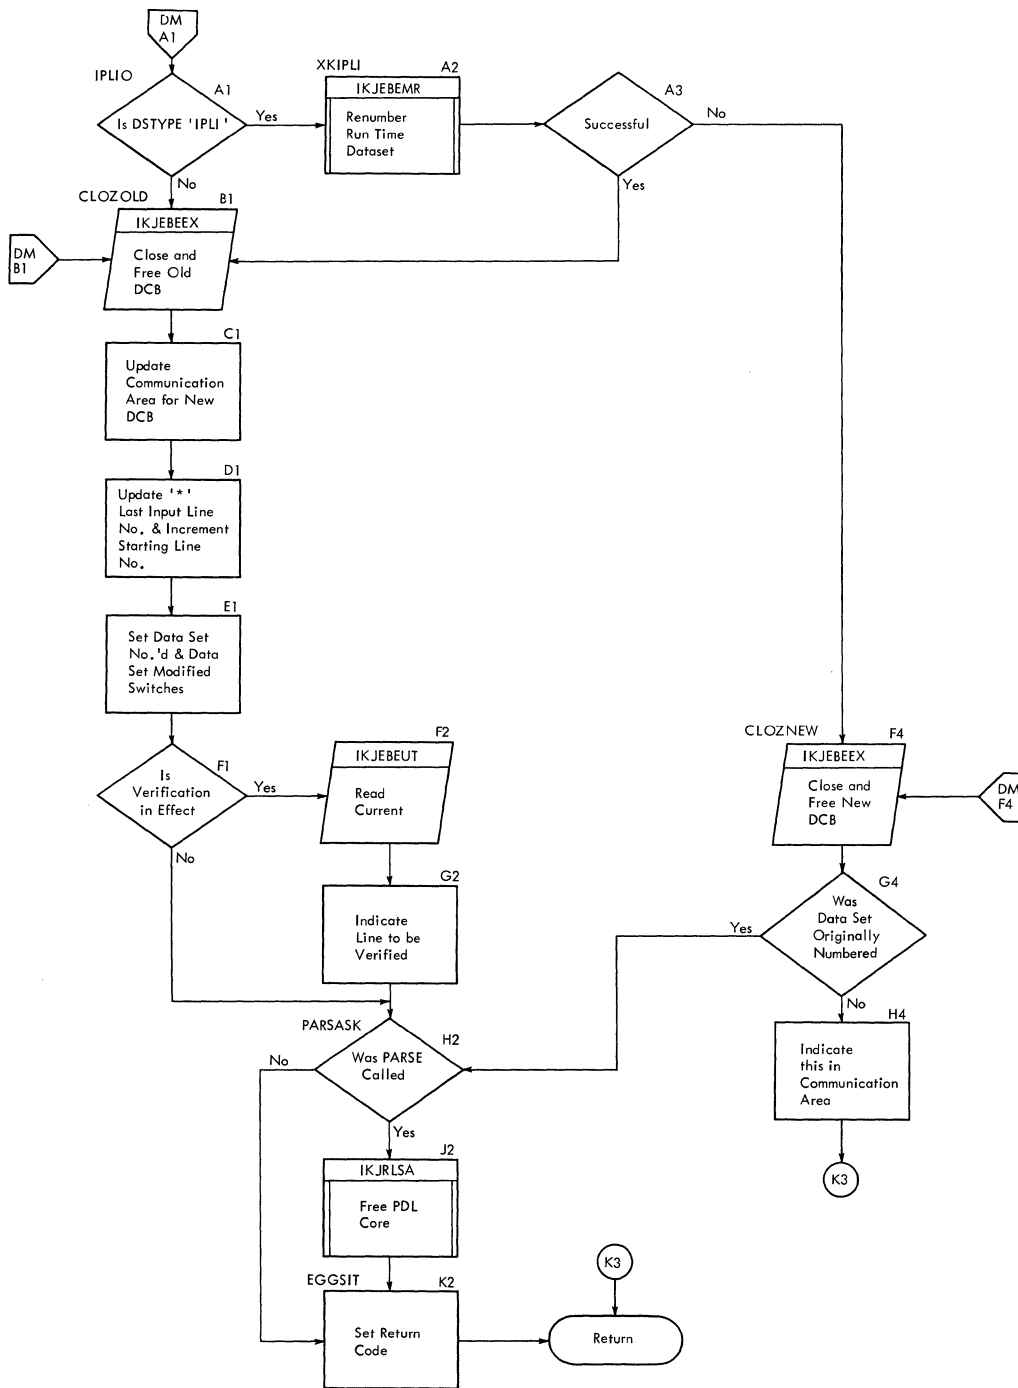 DM
A1
IPLIO
A1
Is DSTYPE 'IPLI'
Yes
No
XKIPLI
A2
IKJEBEMR
Renumber
Run Time
Dataset
A3
Successful
No
Yes
CLOZOLD
B1
IKJEBEEX
Close and
Free Old
DCB
DM
B1
C1
Update
Communication
Area for New
DCB
D1
Update '*'
Last Input Line
No. & Increment
Starting Line
No.
E1
Set Data Set
No.'d & Data
Set Modified
Switches
F1
Is
Verification
in Effect
Yes
No
F2
IKJEBEUT
Read
Current
CLOZNEW
F4
IKJEBEEX
Close and
Free New
DCB
DM
F4
G2
Indicate
Line to be
Verified
G4
Was
Data Set
Originally
Numbered
Yes
No
PARSASK
H2
Was PARSE
Called
No
Yes
H4
Indicate
this in
Communication
Area
K3
J2
IKJRLSA
Free PDL
Core
EGGSIT
K2
Set Return
Code
K3
Return